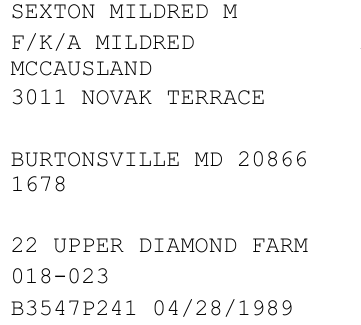 SEXTON MILDRED M
F/K/A MILDRED
MCCAUSLAND
3011 NOVAK TERRACE
BURTONSVILLE MD 20866
1678
22 UPPER DIAMOND FARM
018-023
B3547P241 04/28/1989